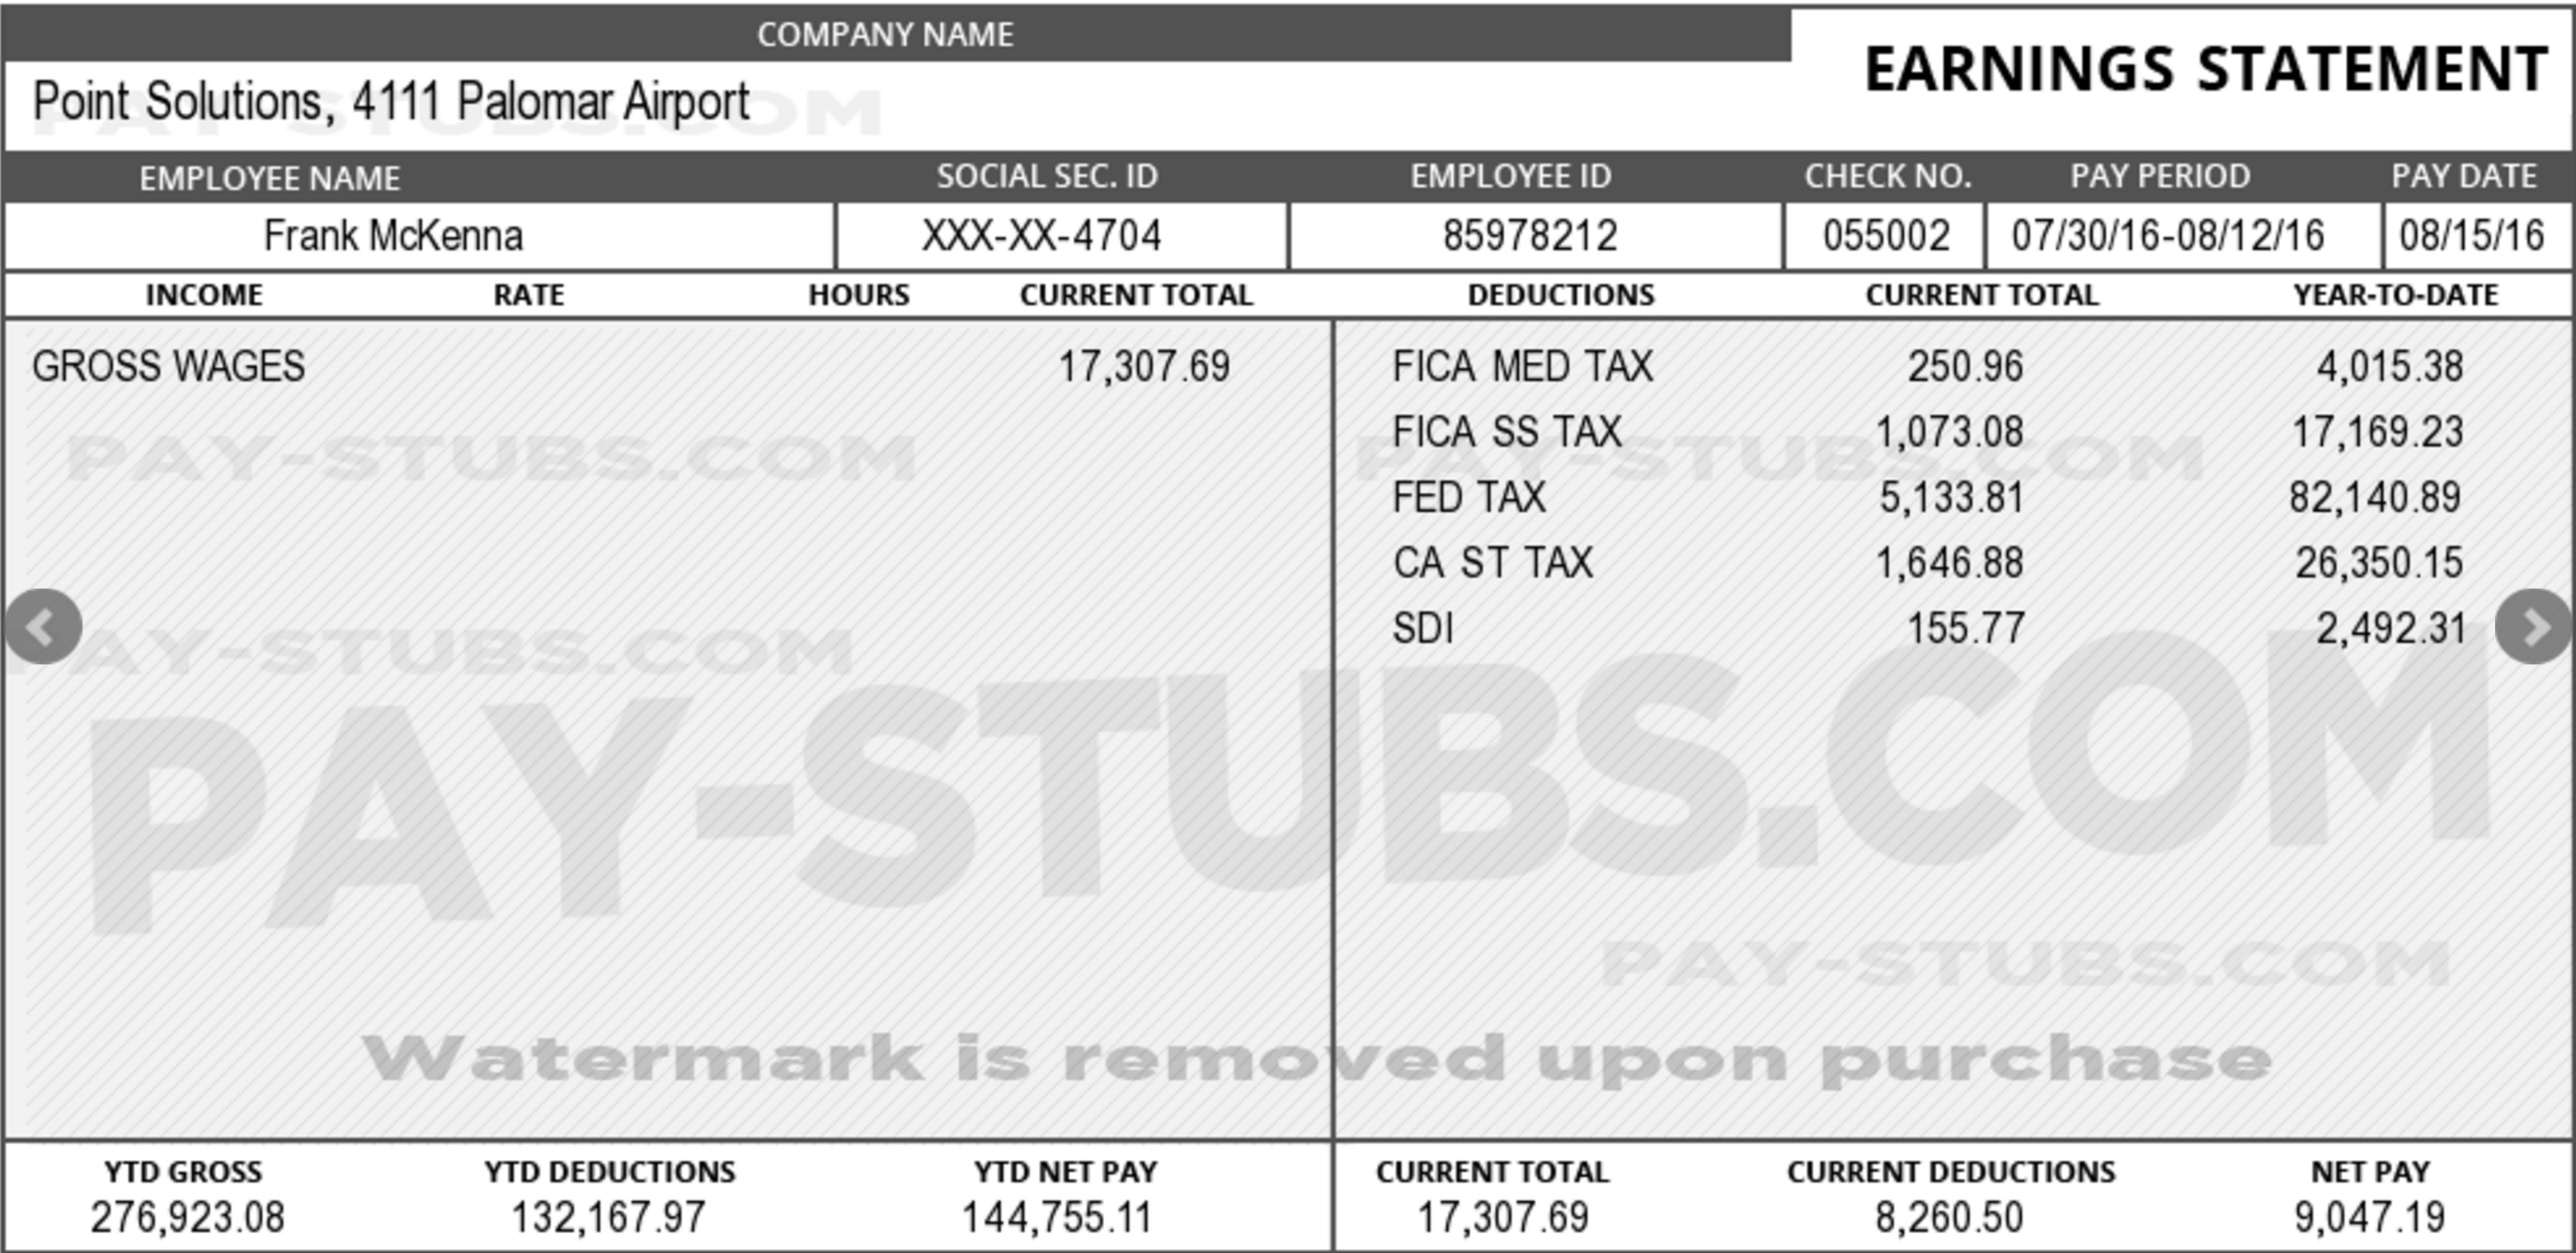 COMPANY NAME
EARNINGS STATEMENT
Point Solutions, 4111 Palomar Airport
PAY-STUBS.COM
EMPLOYEE NAME SOCIAL SEC. ID EMPLOYEE ID CHECK NO. PAY PERIOD PAY DATE
Frank McKenna XXX-XX-4704 85978212 055002 07/30/16-08/12/16 08/15/16
INCOME RATE HOURS CURRENT TOTAL DEDUCTIONS CURRENT TOTAL YEAR-TO-DATE
GROSS WAGES 17,307.69 FICA MED TAX 250.96 4,015.38
FICA SS TAX 1,073.08 17,169.23
PAY-STUBS.COM PAY-STUBS.COM
FED TAX 5,133.81 82,140.89
CA ST TAX 1,646.88 26,350.15
SDI 155.77 2,492.31
PAY-STUBS.COM
PAY-STUBS.COM
PAY-STUBS.COM
Watermark is removed upon purchase
YTD GROSS YTD DEDUCTIONS YTD NET PAY CURRENT TOTAL CURRENT DEDUCTIONS NET PAY
276,923.08 132,167.97 144,755.11 17,307.69 8,260.50 9,047.19